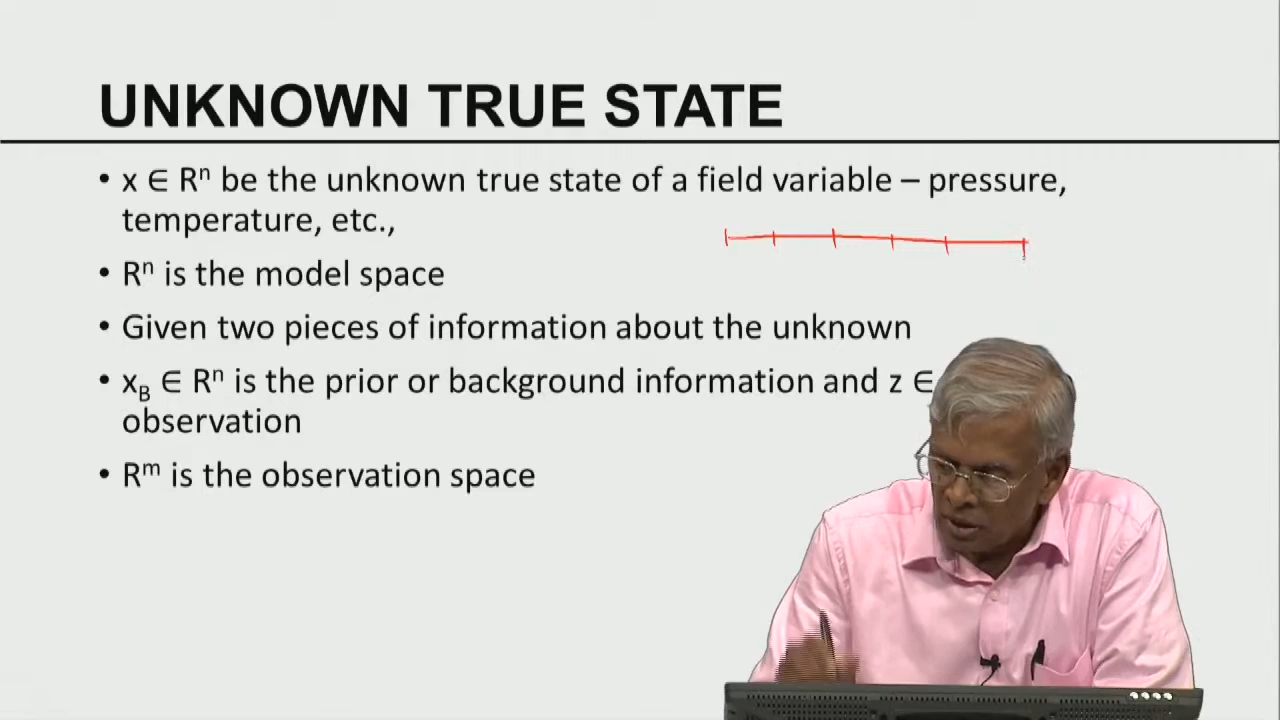 UNKNOWN TRUE STATE
• x ∈ Rⁿ be the unknown true state of a field variable – pressure,
temperature, etc.,
• Rⁿ is the model space
• Given two pieces of information about the unknown
• x_B ∈ Rⁿ is the prior or background information and z ∈
observation
• Rᵐ is the observation space